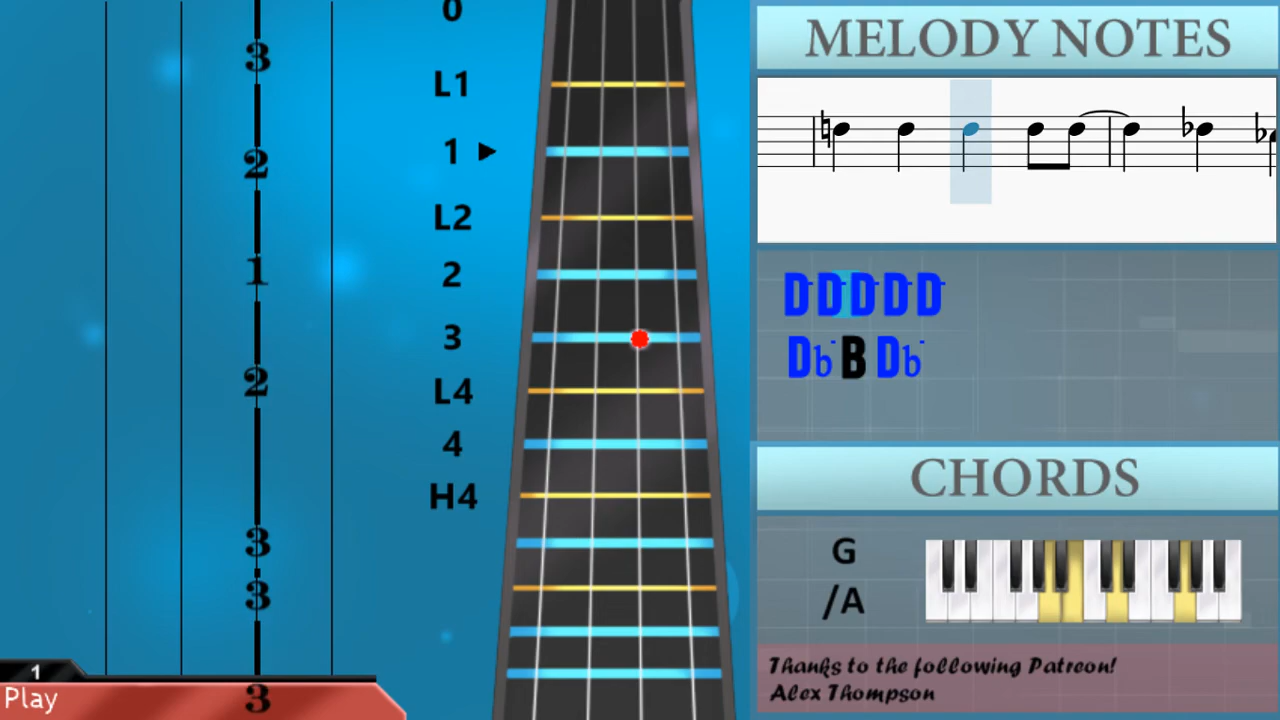 3
2
1
2
3
3
3
1
Play
0
L1
1 ►
L2
2
3
L4
4
H4
MELODY NOTES
D D D D D
Db B Db
CHORDS
G
/A
Thanks to the following Patreon!
Alex Thompson